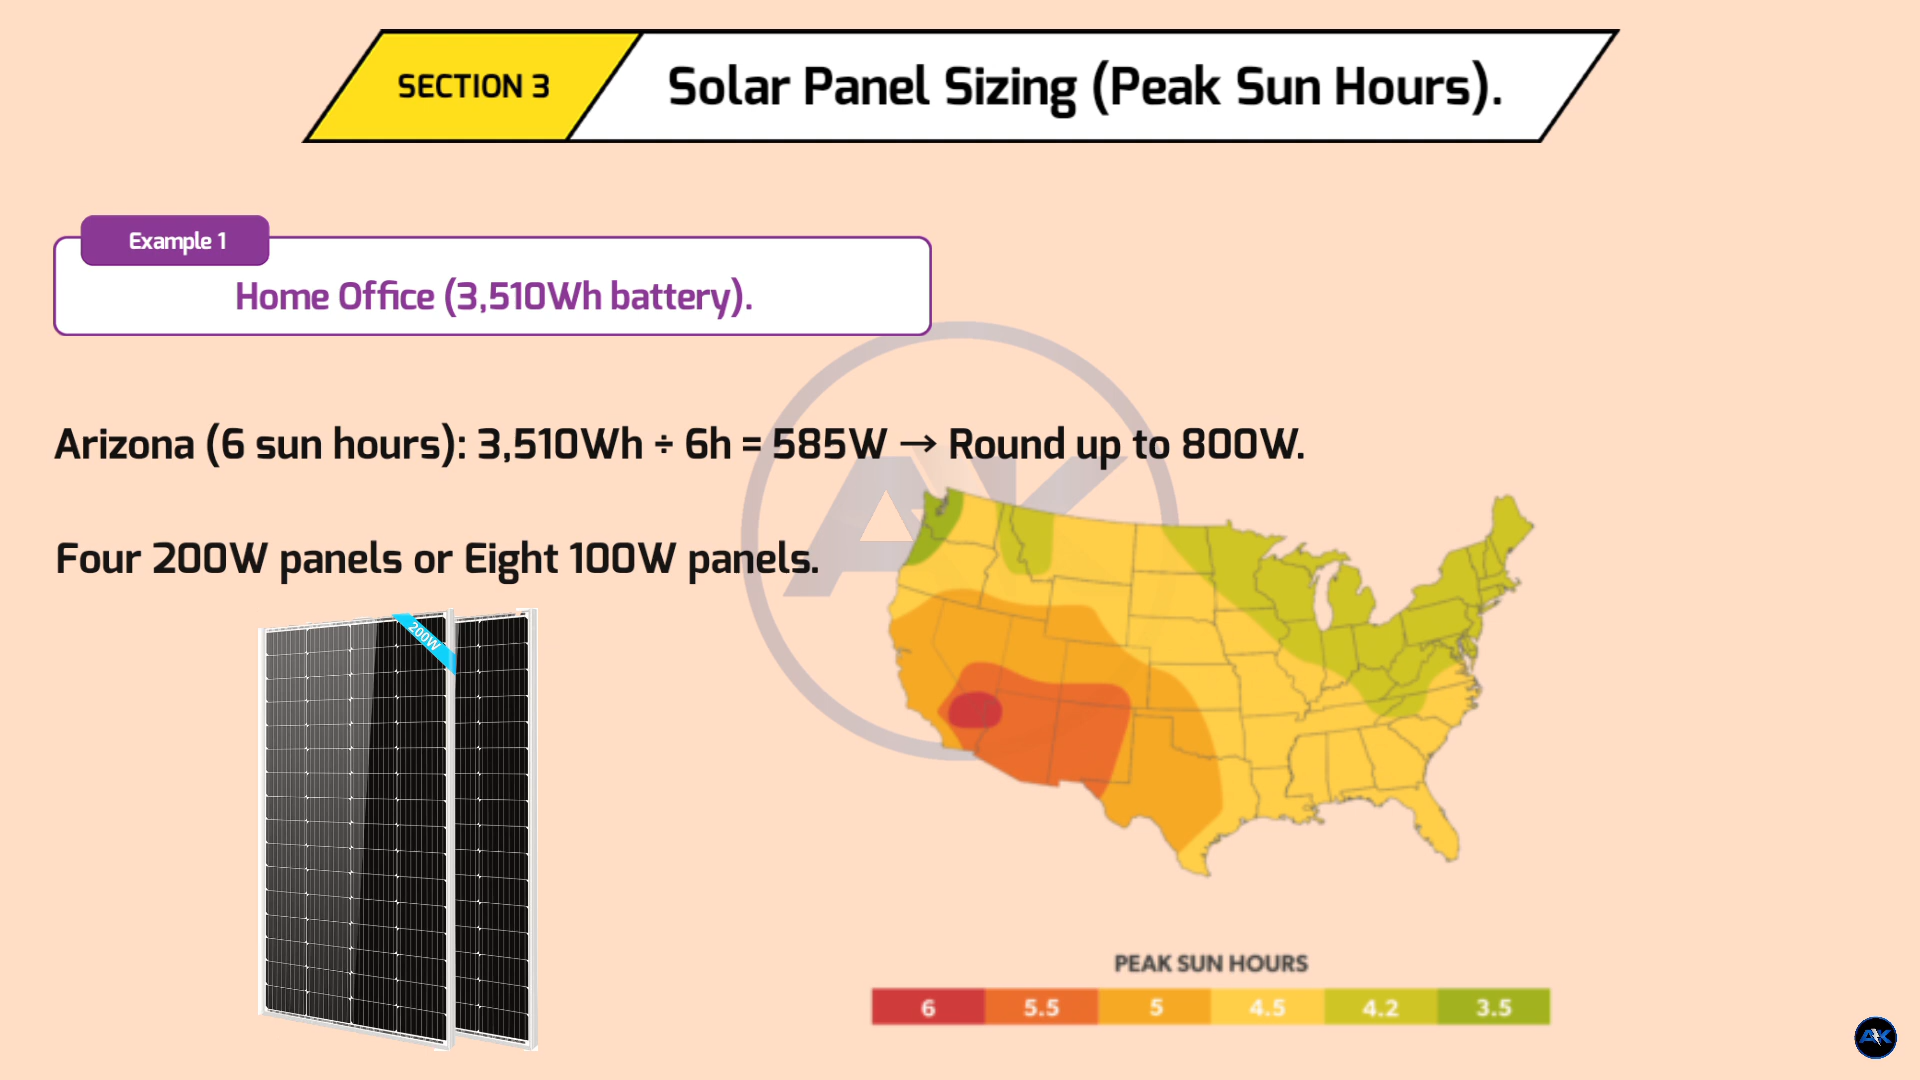 SECTION 3
Solar Panel Sizing (Peak Sun Hours).
Example 1
Home Office (3,510Wh battery).
Arizona (6 sun hours): 3,510Wh ÷ 6h = 585W → Round up to 800W.
Four 200W panels or Eight 100W panels.
200W
PEAK SUN HOURS
6 5.5 5 4.5 4.2 3.5
AK
AK